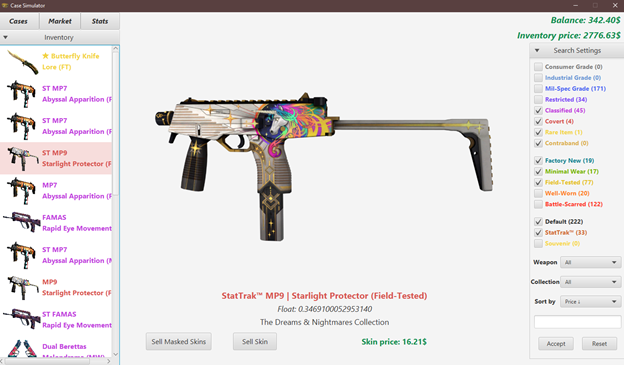 Case Simulator
Cases
Market
Stats
Balance: 342.40$
Inventory price: 2776.63$
Inventory
★ Butterfly Knife
Lore (FT)
ST MP7
Abyssal Apparition (F
ST MP7
Abyssal Apparition (F
ST MP9
Starlight Protector (F
MP7
Abyssal Apparition (F
FAMAS
Rapid Eye Movement
ST MP7
Abyssal Apparition (M
MP9
Starlight Protector (F
ST FAMAS
Rapid Eye Movement
Dual Berettas
Melondrama (MW)
StatTrak™ MP9 | Starlight Protector (Field-Tested)
Float: 0.3469100052953140
The Dreams & Nightmares Collection
Sell Masked Skins
Sell Skin
Skin price: 16.21$
Search Settings
Consumer Grade (0)
Industrial Grade (0)
Mil-Spec Grade (171)
Restricted (34)
Classified (45)
Covert (4)
Rare Item (1)
Contraband (0)
Factory New (19)
Minimal Wear (17)
Field-Tested (77)
Well-Worn (20)
Battle-Scarred (122)
Default (222)
StatTrak™ (33)
Souvenir (0)
Weapon All
Collection All
Sort by Price ↓
Accept
Reset